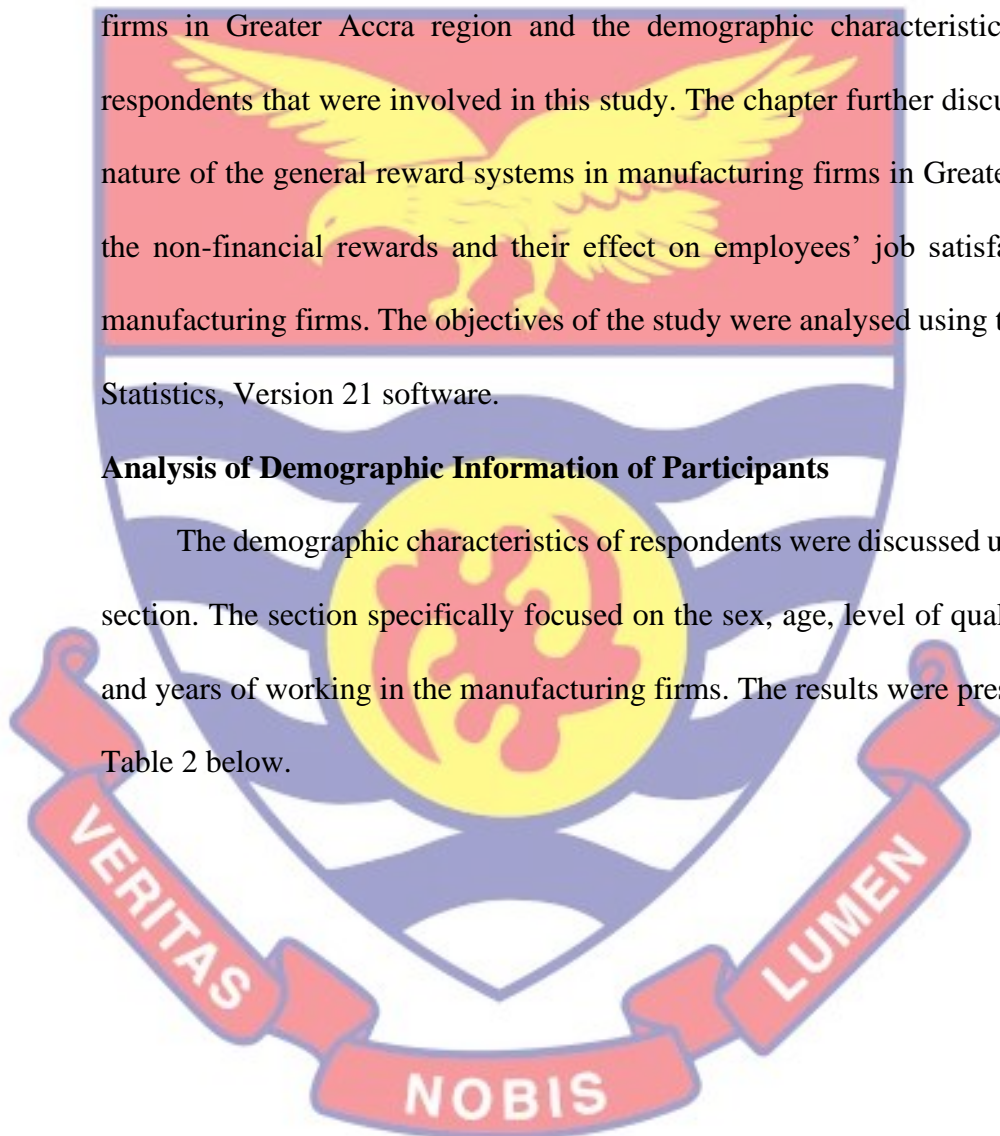 firms in Greater Accra region and the demographic characteristic
respondents that were involved in this study. The chapter further discu
nature of the general reward systems in manufacturing firms in Greate
the non-financial rewards and their effect on employees’ job satisfa
manufacturing firms. The objectives of the study were analysed using t
Statistics, Version 21 software.
Analysis of Demographic Information of Participants
The demographic characteristics of respondents were discussed u
section. The section specifically focused on the sex, age, level of qual
and years of working in the manufacturing firms. The results were pres
Table 2 below.
VERITAS
NOBIS
LUMEN